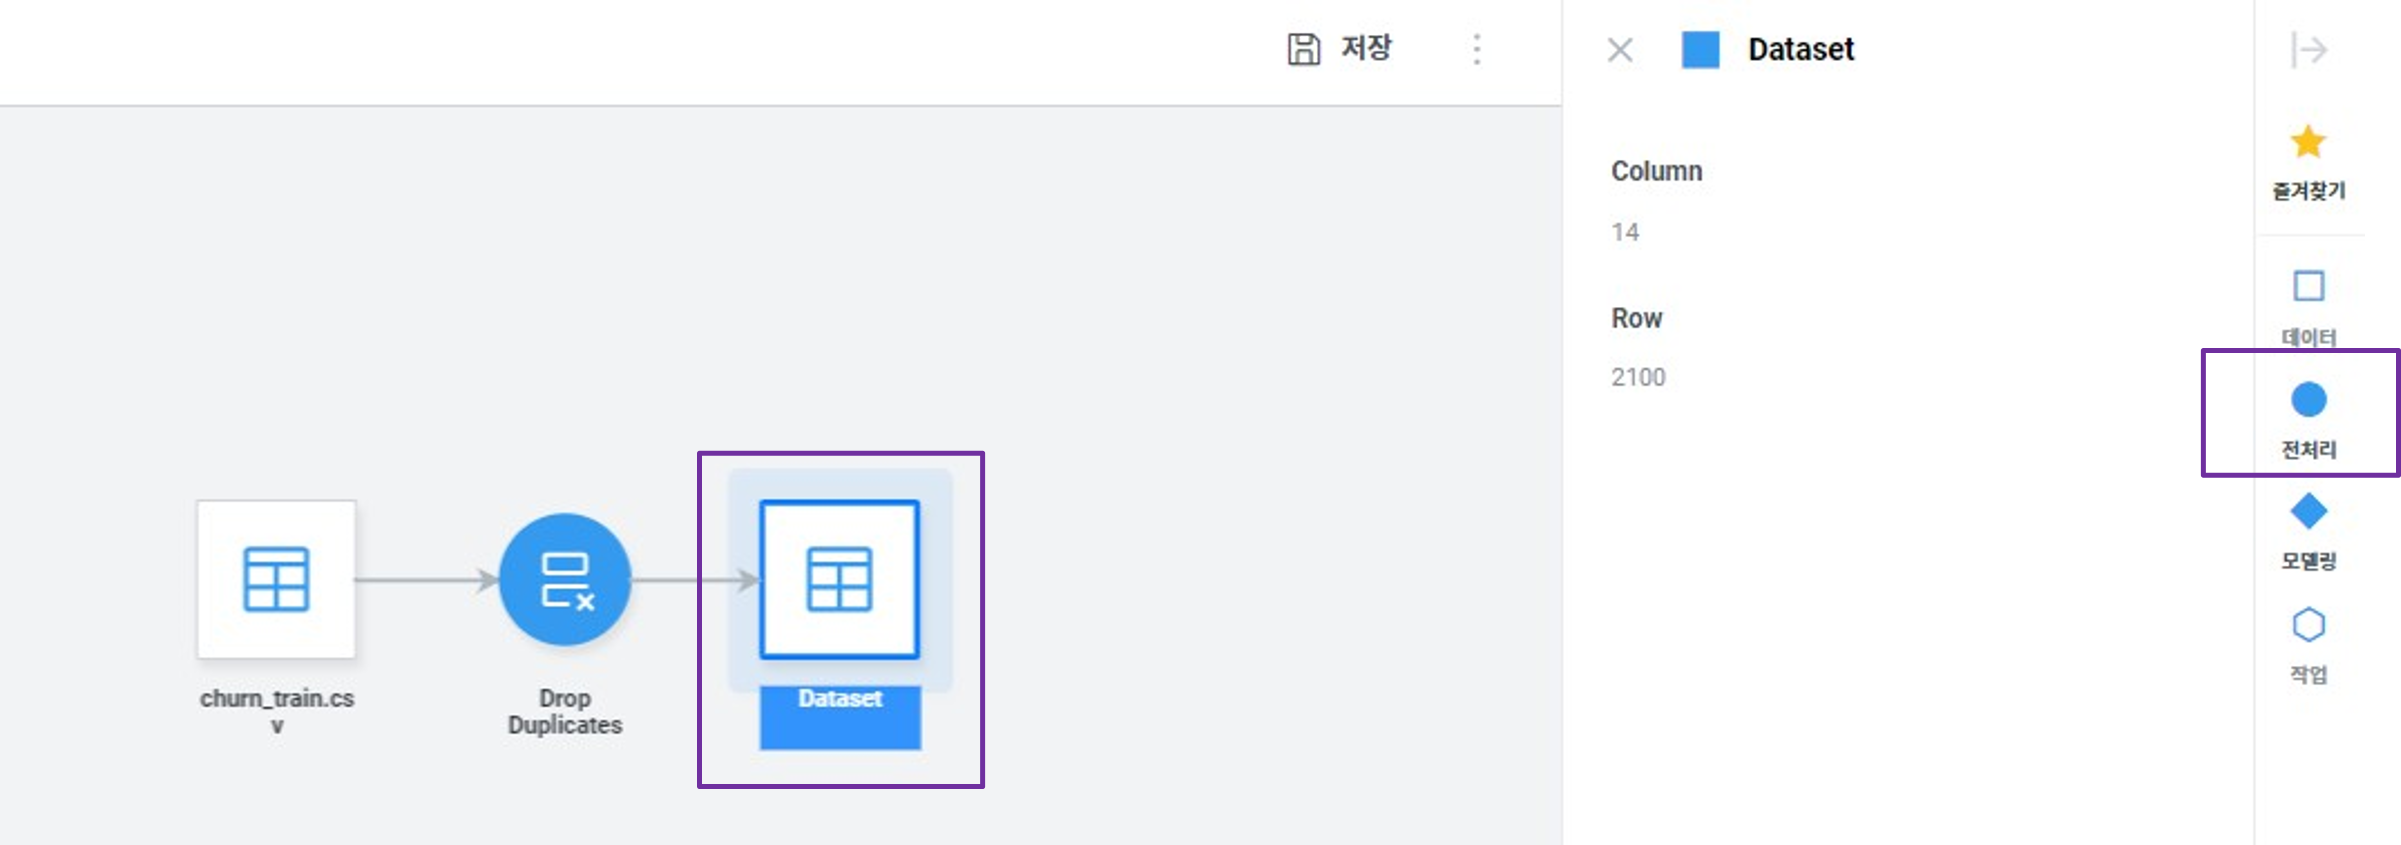 저장
Dataset
Column
14
Row
2100
즐겨찾기
데이터
전처리
모델링
작업
churn_train.cs
v
Drop
Duplicates
Dataset